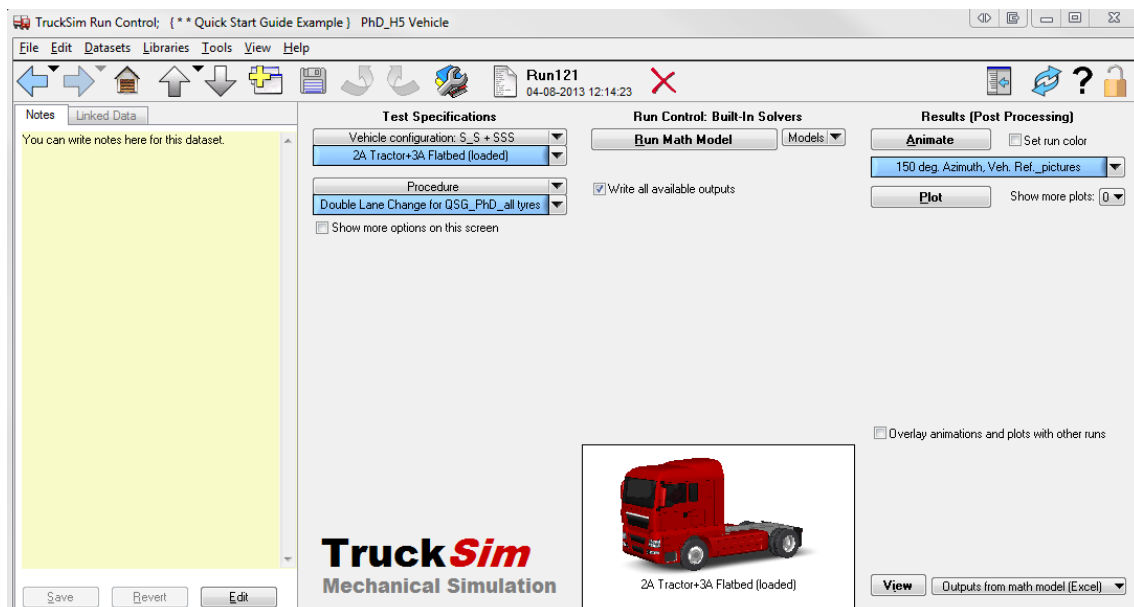 TruckSim Run Control; { * * Quick Start Guide Example } PhD_H5 Vehicle
File Edit Datasets Libraries Tools View Help
Run121
04-08-2013 12:14:23
Notes Linked Data
You can write notes here for this dataset.
Save Revert Edit
Test Specifications
Vehicle configuration: S_S + SSS
2A Tractor+3A Flatbed (loaded)
Procedure
Double Lane Change for QSG_PhD_all tyres
Show more options on this screen
TruckSim
Mechanical Simulation
Run Control: Built-In Solvers
Run Math Model Models
Write all available outputs
2A Tractor+3A Flatbed (loaded)
Results (Post Processing)
Animate Set run color
150 deg. Azimuth, Veh. Ref._pictures
Plot Show more plots: 0
Overlay animations and plots with other runs
View Outputs from math model (Excel)